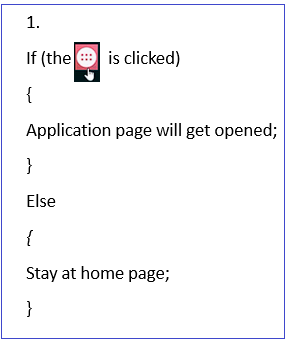 1.
If (the is clicked)
{
Application page will get opened;
}
Else
{
Stay at home page;
}